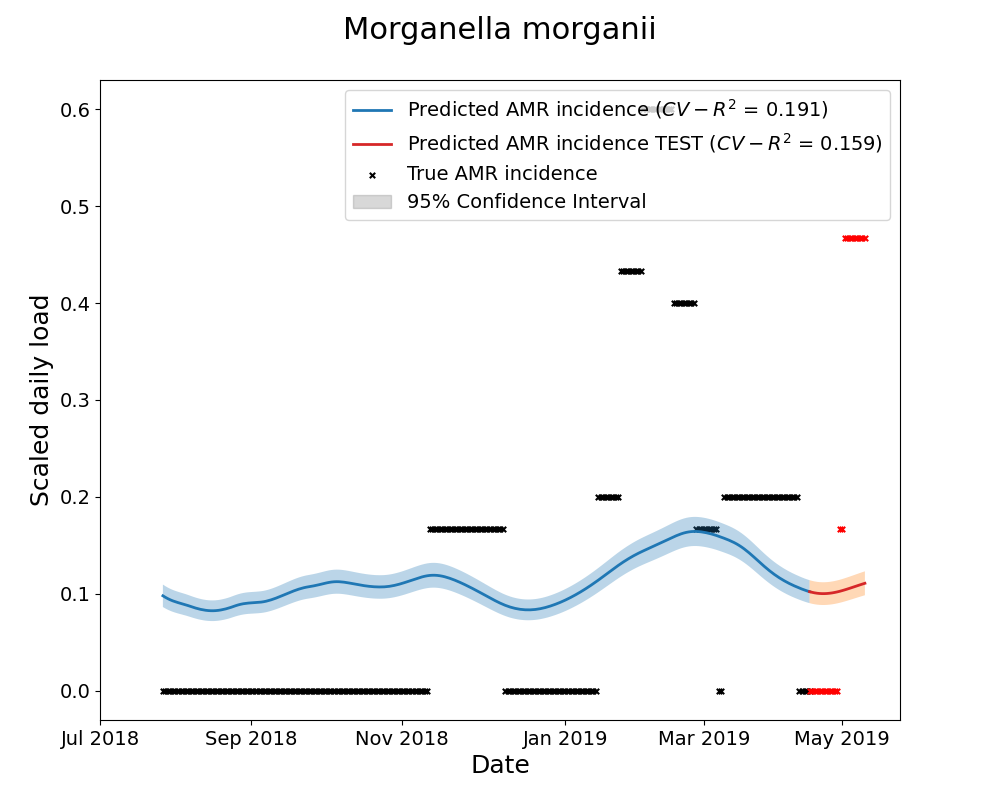 Morganella morganii
Predicted AMR incidence (CV − R² = 0.191)
Predicted AMR incidence TEST (CV − R² = 0.159)
True AMR incidence
95% Confidence Interval
Scaled daily load
0.6
0.5
0.4
0.3
0.2
0.1
0.0
Jul 2018 Sep 2018 Nov 2018 Jan 2019 Mar 2019 May 2019
Date